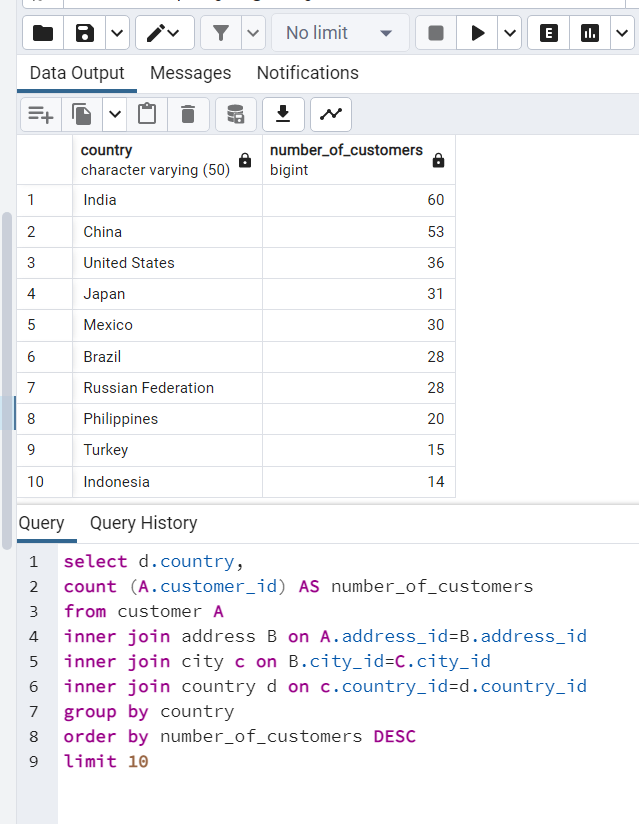 No limit
E
Data Output Messages Notifications
country number_of_customers
character varying (50) bigint
1 India 60
2 China 53
3 United States 36
4 Japan 31
5 Mexico 30
6 Brazil 28
7 Russian Federation 28
8 Philippines 20
9 Turkey 15
10 Indonesia 14
Query Query History
1 select d.country,
2 count (A.customer_id) AS number_of_customers
3 from customer A
4 inner join address B on A.address_id=B.address_id
5 inner join city c on B.city_id=C.city_id
6 inner join country d on c.country_id=d.country_id
7 group by country
8 order by number_of_customers DESC
9 limit 10